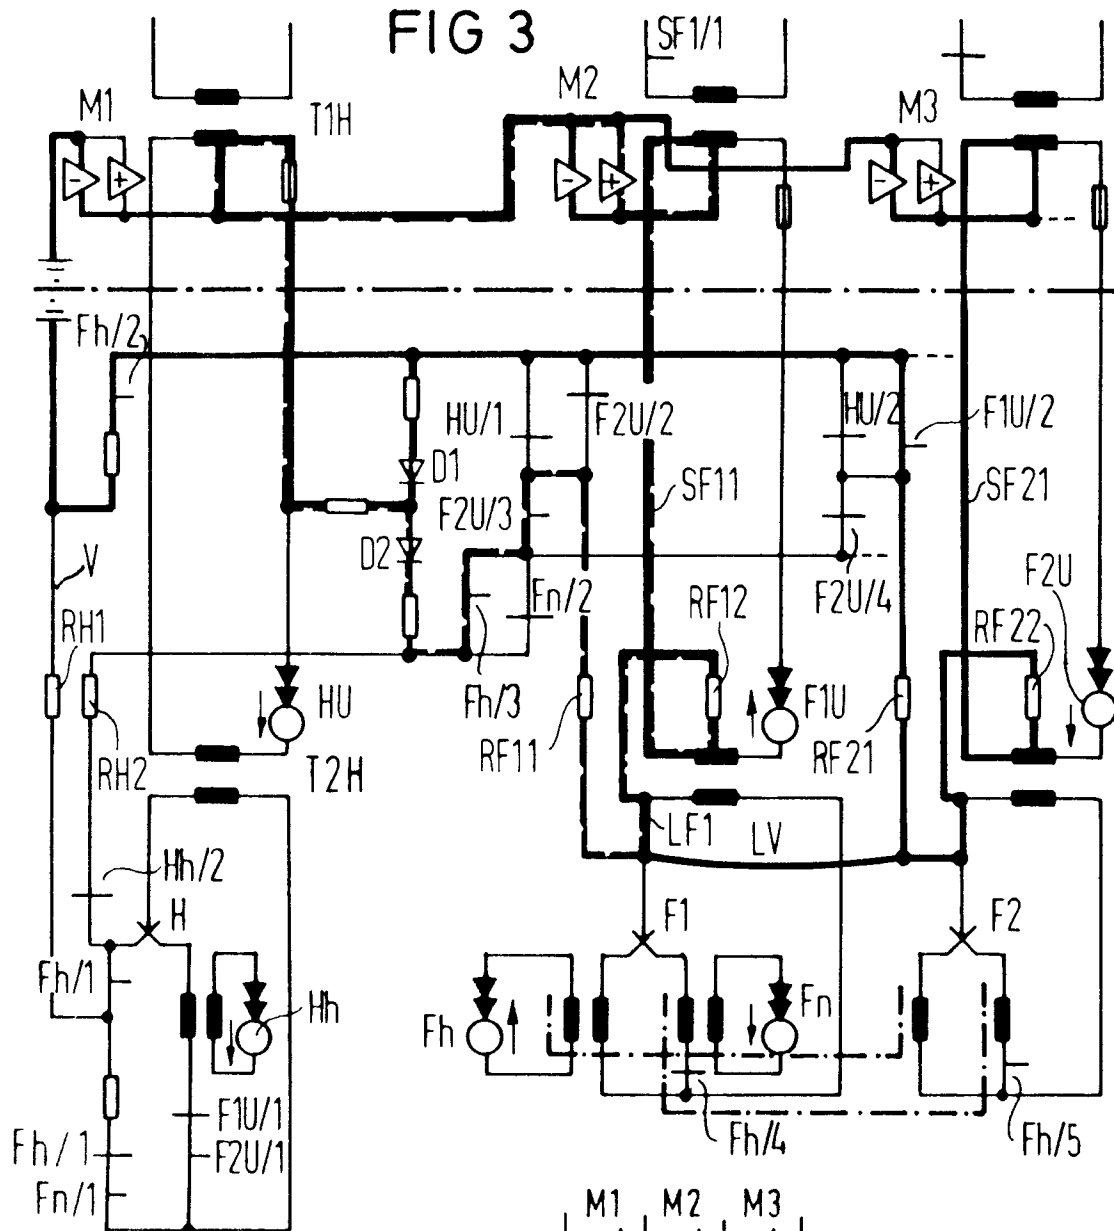 FIG 3
SF1/1
M1
T1H
M2
M3
-
+
-
+
-
+
Fh/2
HU/1
F2U/2
HU/2
F1U/2
D1
SF11
SF21
F2U/3
D2
V
Fn/2
F2U/4
F2U
RH1
RF12
RF22
HU
Fh/3
F1U
RH2
RF11
RF21
T2H
LF1
LV
Hh/2
H
F1
F2
Fh/1
Hh
Fh
Fn
F1U/1
Fh/1
F2U/1
Fh/4
Fh/5
Fn/1
M1 M2 M3